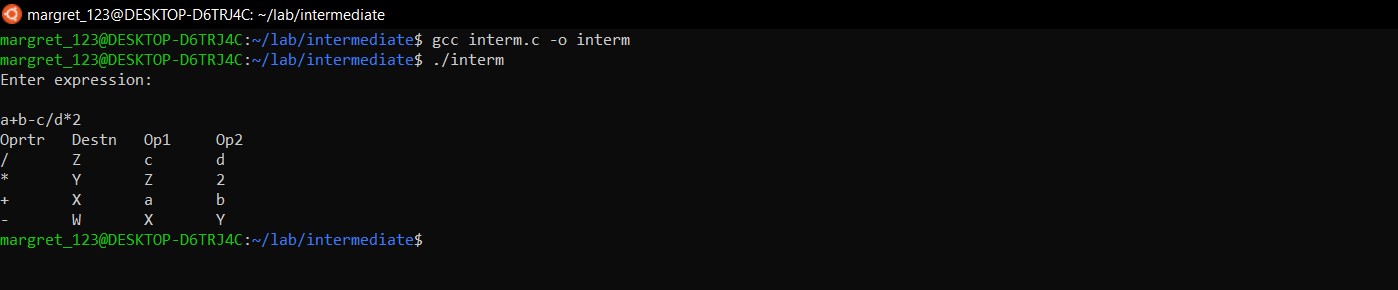 margret_123@DESKTOP-D6TRJ4C: ~/lab/intermediate
margret_123@DESKTOP-D6TRJ4C:~/lab/intermediate$ gcc interm.c -o interm
margret_123@DESKTOP-D6TRJ4C:~/lab/intermediate$ ./interm
Enter expression:
a+b-c/d*2
Oprtr Destn Op1 Op2
/ Z c d
* Y Z 2
+ X a b
- W X Y
margret_123@DESKTOP-D6TRJ4C:~/lab/intermediate$